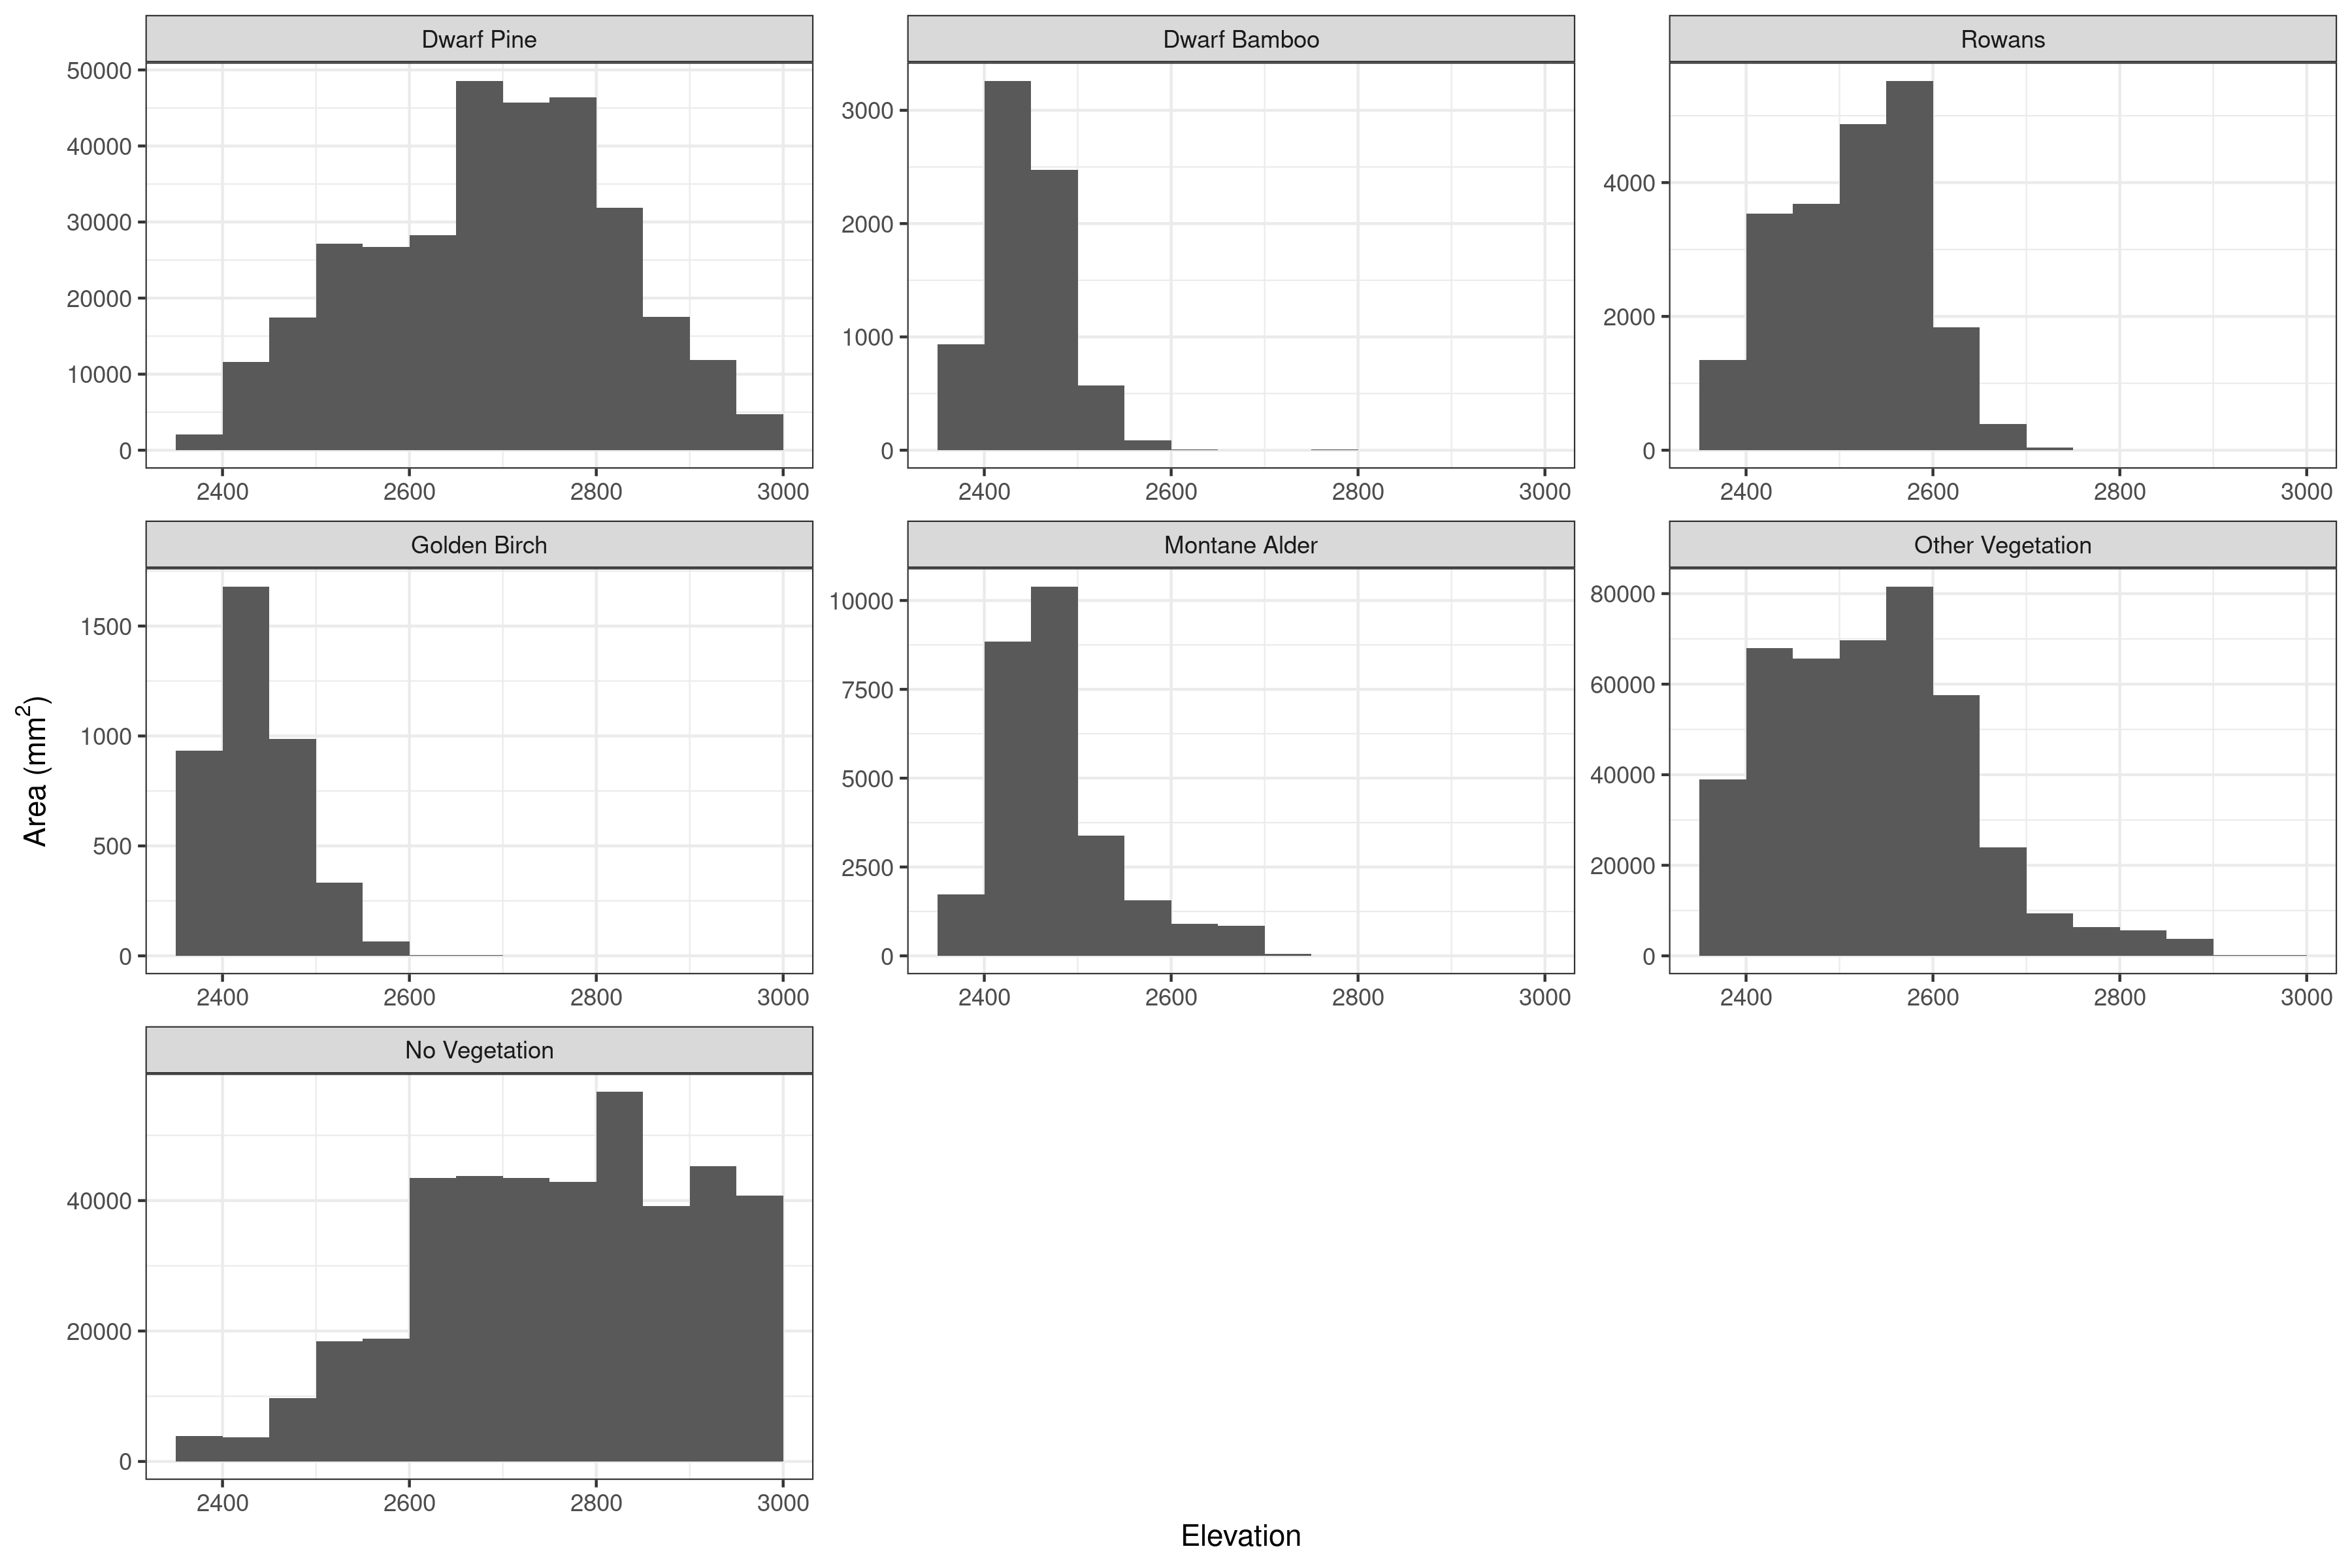 Dwarf Pine
Dwarf Bamboo
Rowans
50000
40000
30000
20000
10000
0
2400 2600 2800 3000
3000
2000
1000
0
2400 2600 2800 3000
4000
2000
0
2400 2600 2800 3000
Golden Birch
Montane Alder
Other Vegetation
Area (mm²)
1500
1000
500
0
2400 2600 2800 3000
10000
7500
5000
2500
0
2400 2600 2800 3000
80000
60000
40000
20000
0
2400 2600 2800 3000
No Vegetation
40000
20000
0
2400 2600 2800 3000
Elevation